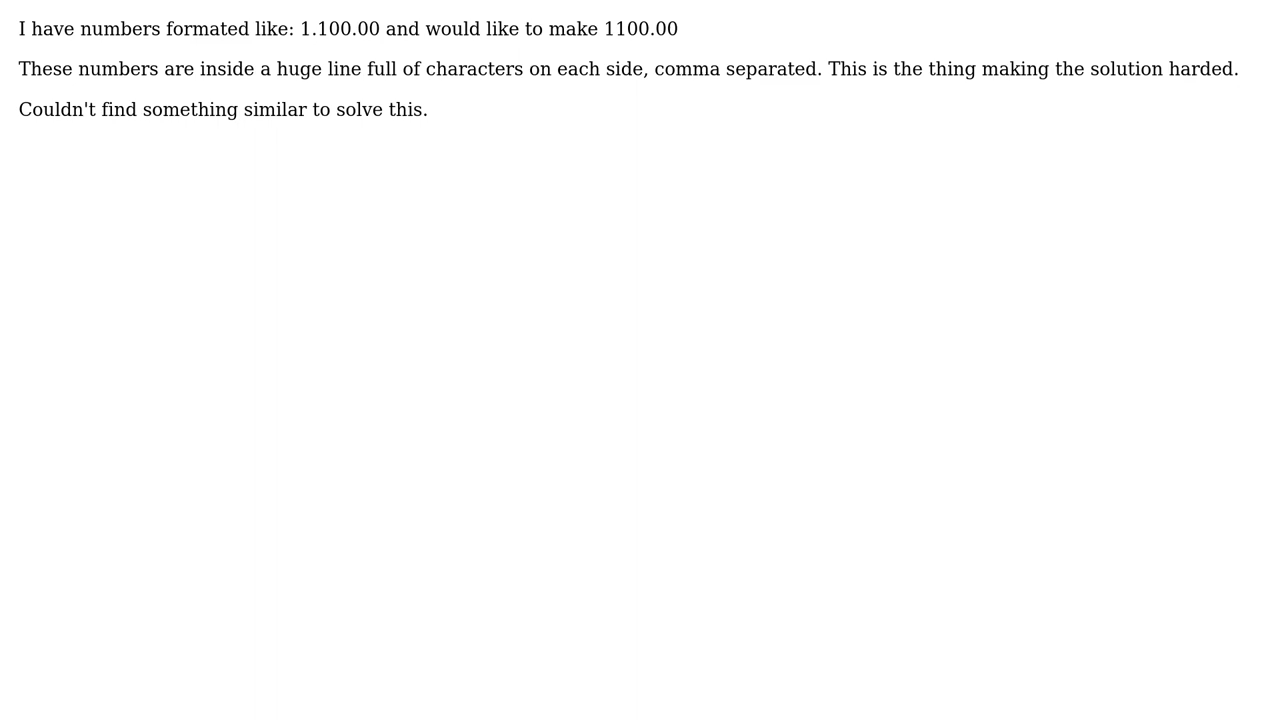 I have numbers formated like: 1.100.00 and would like to make 1100.00
These numbers are inside a huge line full of characters on each side, comma separated. This is the thing making the solution harded.
Couldn't find something similar to solve this.